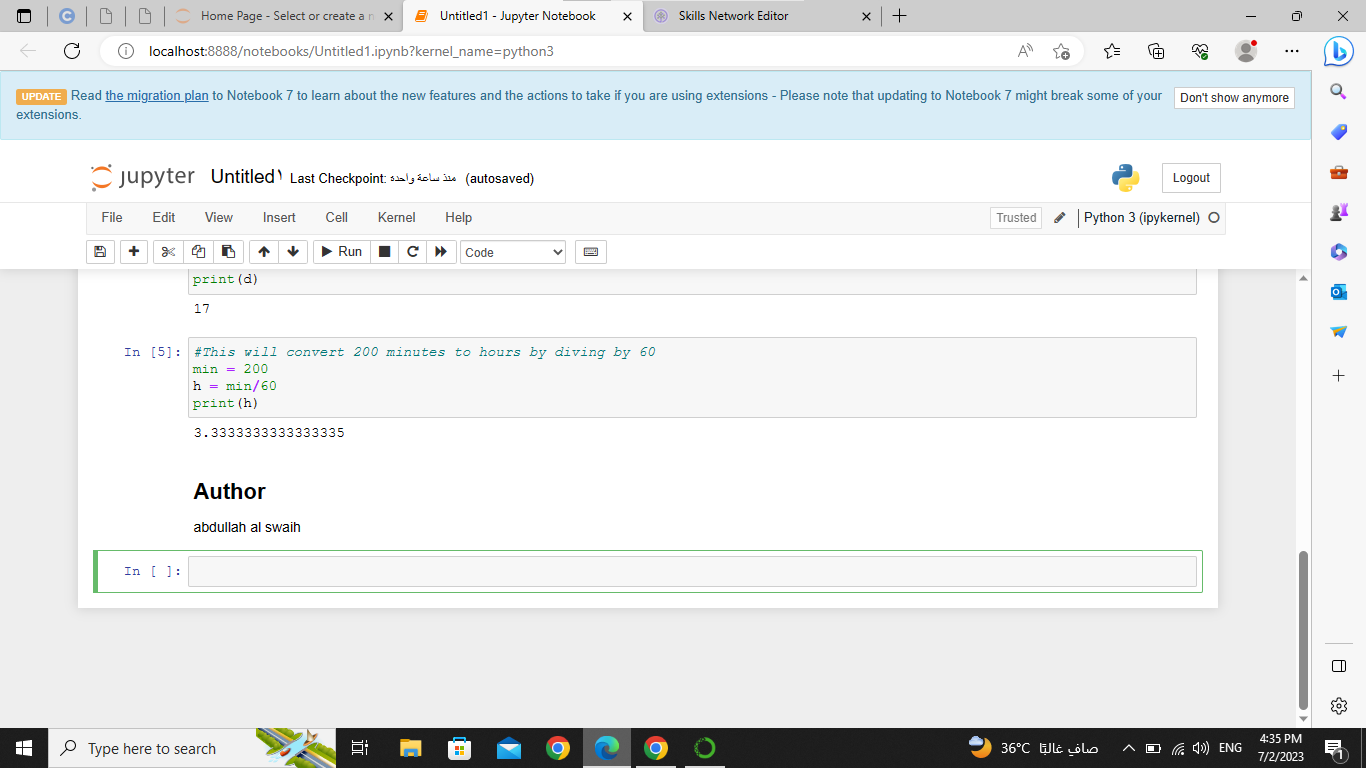 Home Page - Select or create a n
Untitled1 - Jupyter Notebook
Skills Network Editor
localhost:8888/notebooks/Untitled1.ipynb?kernel_name=python3
UPDATE Read the migration plan to Notebook 7 to learn about the new features and the actions to take if you are using extensions - Please note that updating to Notebook 7 might break some of your
extensions.
Don't show anymore
jupyter Untitled1 Last Checkpoint: منذ ساعة واحدة (autosaved)
Logout
File Edit View Insert Cell Kernel Help
Trusted Python 3 (ipykernel)
Run Code
print(d)
17
In [5]: #This will convert 200 minutes to hours by diving by 60
min = 200
h = min/60
print(h)
3.3333333333333335
Author
abdullah al swaih
In [ ]:
Type here to search
36°C صافٍ غالبًا
ENG
4:35 PM
7/2/2023
1